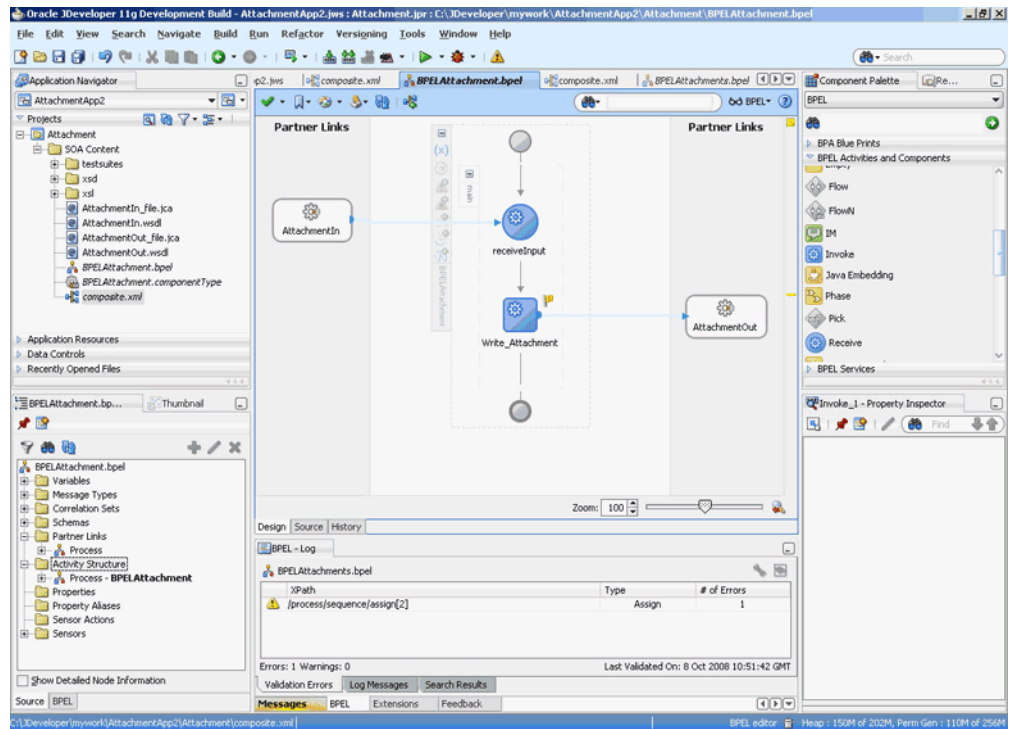 Oracle JDeveloper 11g Development Build - AttachmentApp2.jws : Attachment.jpr : C:\JDeveloper\mywork\AttachmentApp2\Attachment\BPELAttachment.bpel
File Edit View Search Navigate Build Run Refactor Versioning Tools Window Help
Search
Application Navigator
AttachmentApp2
Projects
Attachment
SOA Content
testsuites
xsd
xsl
AttachmentIn_file.jca
AttachmentIn.wsdl
AttachmentOut_file.jca
AttachmentOut.wsdl
BPELAttachment.bpel
BPELAttachment.componentType
composite.xml
Application Resources
Data Controls
Recently Opened Files
BPELAttachment.bp... Thumbnail
BPELAttachment.bpel
Variables
Message Types
Correlation Sets
Schemas
Partner Links
Process
Activity Structure
Process - BPELAttachment
Properties
Property Aliases
Sensor Actions
Sensors
Show Detailed Node Information
Source BPEL
p2.jws composite.xml BPELAttachment.bpel composite.xml BPELAttachments.bpel
BPEL
Partner Links Partner Links
main
BPELAttachment
AttachmentIn
receiveInput
Write_Attachment
AttachmentOut
Zoom: 100
Design Source History
BPEL - Log
BPELAttachments.bpel
XPath Type # of Errors
/process/sequence/assign[2] Assign 1
Errors: 1 Warnings: 0 Last Validated On: 8 Oct 2008 10:51:42 GMT
Validation Errors Log Messages Search Results
Messages BPEL Extensions Feedback
Component Palette Re...
BPEL
BPA Blue Prints
BPEL Activities and Components
Flow
FlowN
IM
Invoke
Java Embedding
Phase
Pick
Receive
BPEL Services
Invoke_1 - Property Inspector
Find
C:\JDeveloper\mywork\AttachmentApp2\Attachment\composite.xml BPEL editor Heap : 150M of 202M, Perm Gen : 110M of 256M